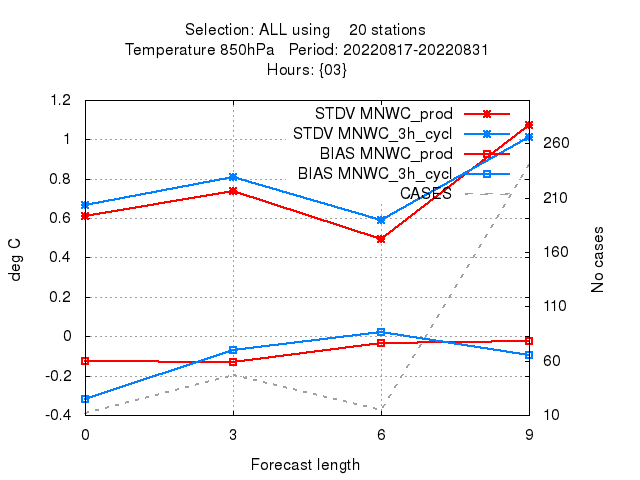 Selection: ALL using    20 stations
Temperature 850hPa   Period: 20220817-20220831
Hours: {03}
STDV MNWC_prod
STDV MNWC_3h_cycl
BIAS MNWC_prod
BIAS MNWC_3h_cycl
CASES
1.2
1
0.8
0.6
0.4
0.2
0
-0.2
-0.4
deg C
260
210
160
110
60
10
No cases
0 3 6 9
Forecast length